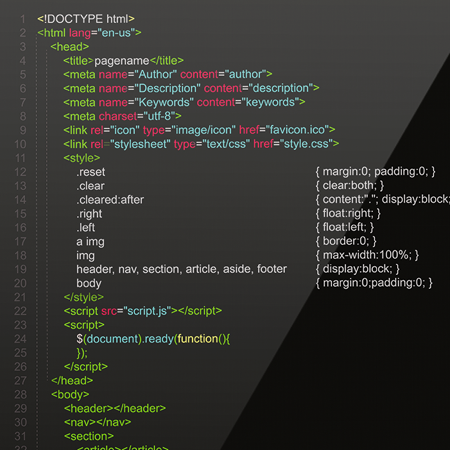 1 <!DOCTYPE html>
2 <html lang="en-us">
3 <head>
4 <title>pagename</title>
5 <meta name="Author" content="author">
6 <meta name="Description" content="description">
7 <meta name="Keywords" content="keywords">
8 <meta charset="utf-8">
9 <link rel="icon" type="image/icon" href="favicon.ico">
10 <link rel="stylesheet" type="text/css" href="style.css">
11 <style>
12 .reset { margin:0; padding:0; }
13 .clear { clear:both; }
14 .cleared:after { content:"."; display:block;
15 .right { float:right; }
16 .left { float:left; }
17 a img { border:0; }
18 img { max-width:100%; }
19 header, nav, section, article, aside, footer { display:block; }
20 body { margin:0;padding:0; }
21 </style>
22 <script src="script.js"></script>
23 <script>
24 $(document).ready(function(){
25 });
26 </script>
27 </head>
28 <body>
29 <header></header>
30 <nav></nav>
31 <section>
32 <article></article>